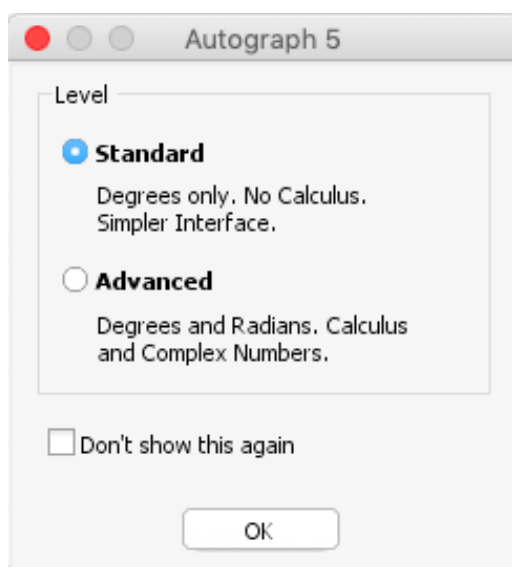 Autograph 5
Level
Standard
Degrees only. No Calculus.
Simpler Interface.
Advanced
Degrees and Radians. Calculus
and Complex Numbers.
Don't show this again
OK